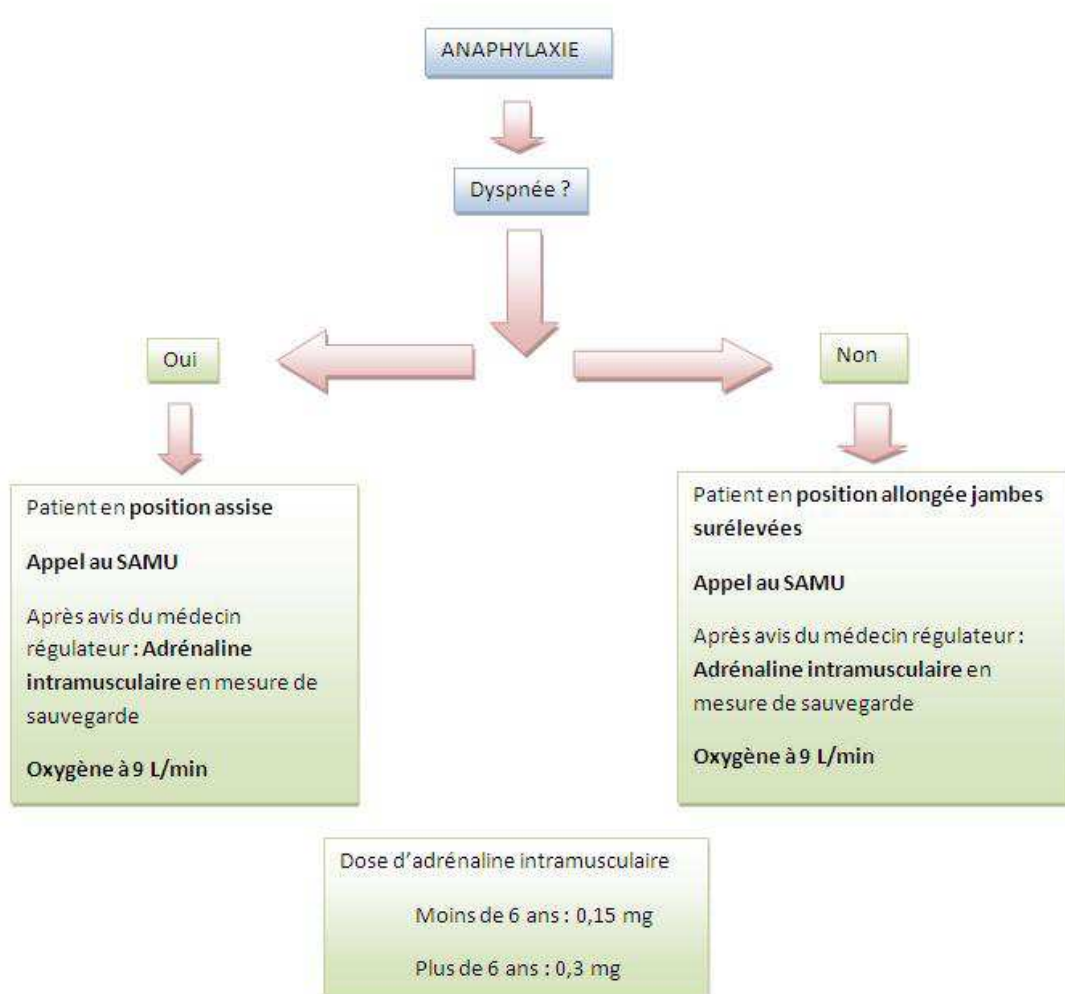 ANAPHYLAXIE
Dyspnée ?
Oui
Non
Patient en position assise
Appel au SAMU
Après avis du médecin
régulateur : Adrénaline
intramusculaire en mesure de
sauvegarde
Oxygène à 9 L/min
Patient en position allongée jambes
surélevées
Appel au SAMU
Après avis du médecin régulateur :
Adrénaline intramusculaire en
mesure de sauvegarde
Oxygène à 9 L/min
Dose d'adrénaline intramusculaire
Moins de 6 ans : 0,15 mg
Plus de 6 ans : 0,3 mg